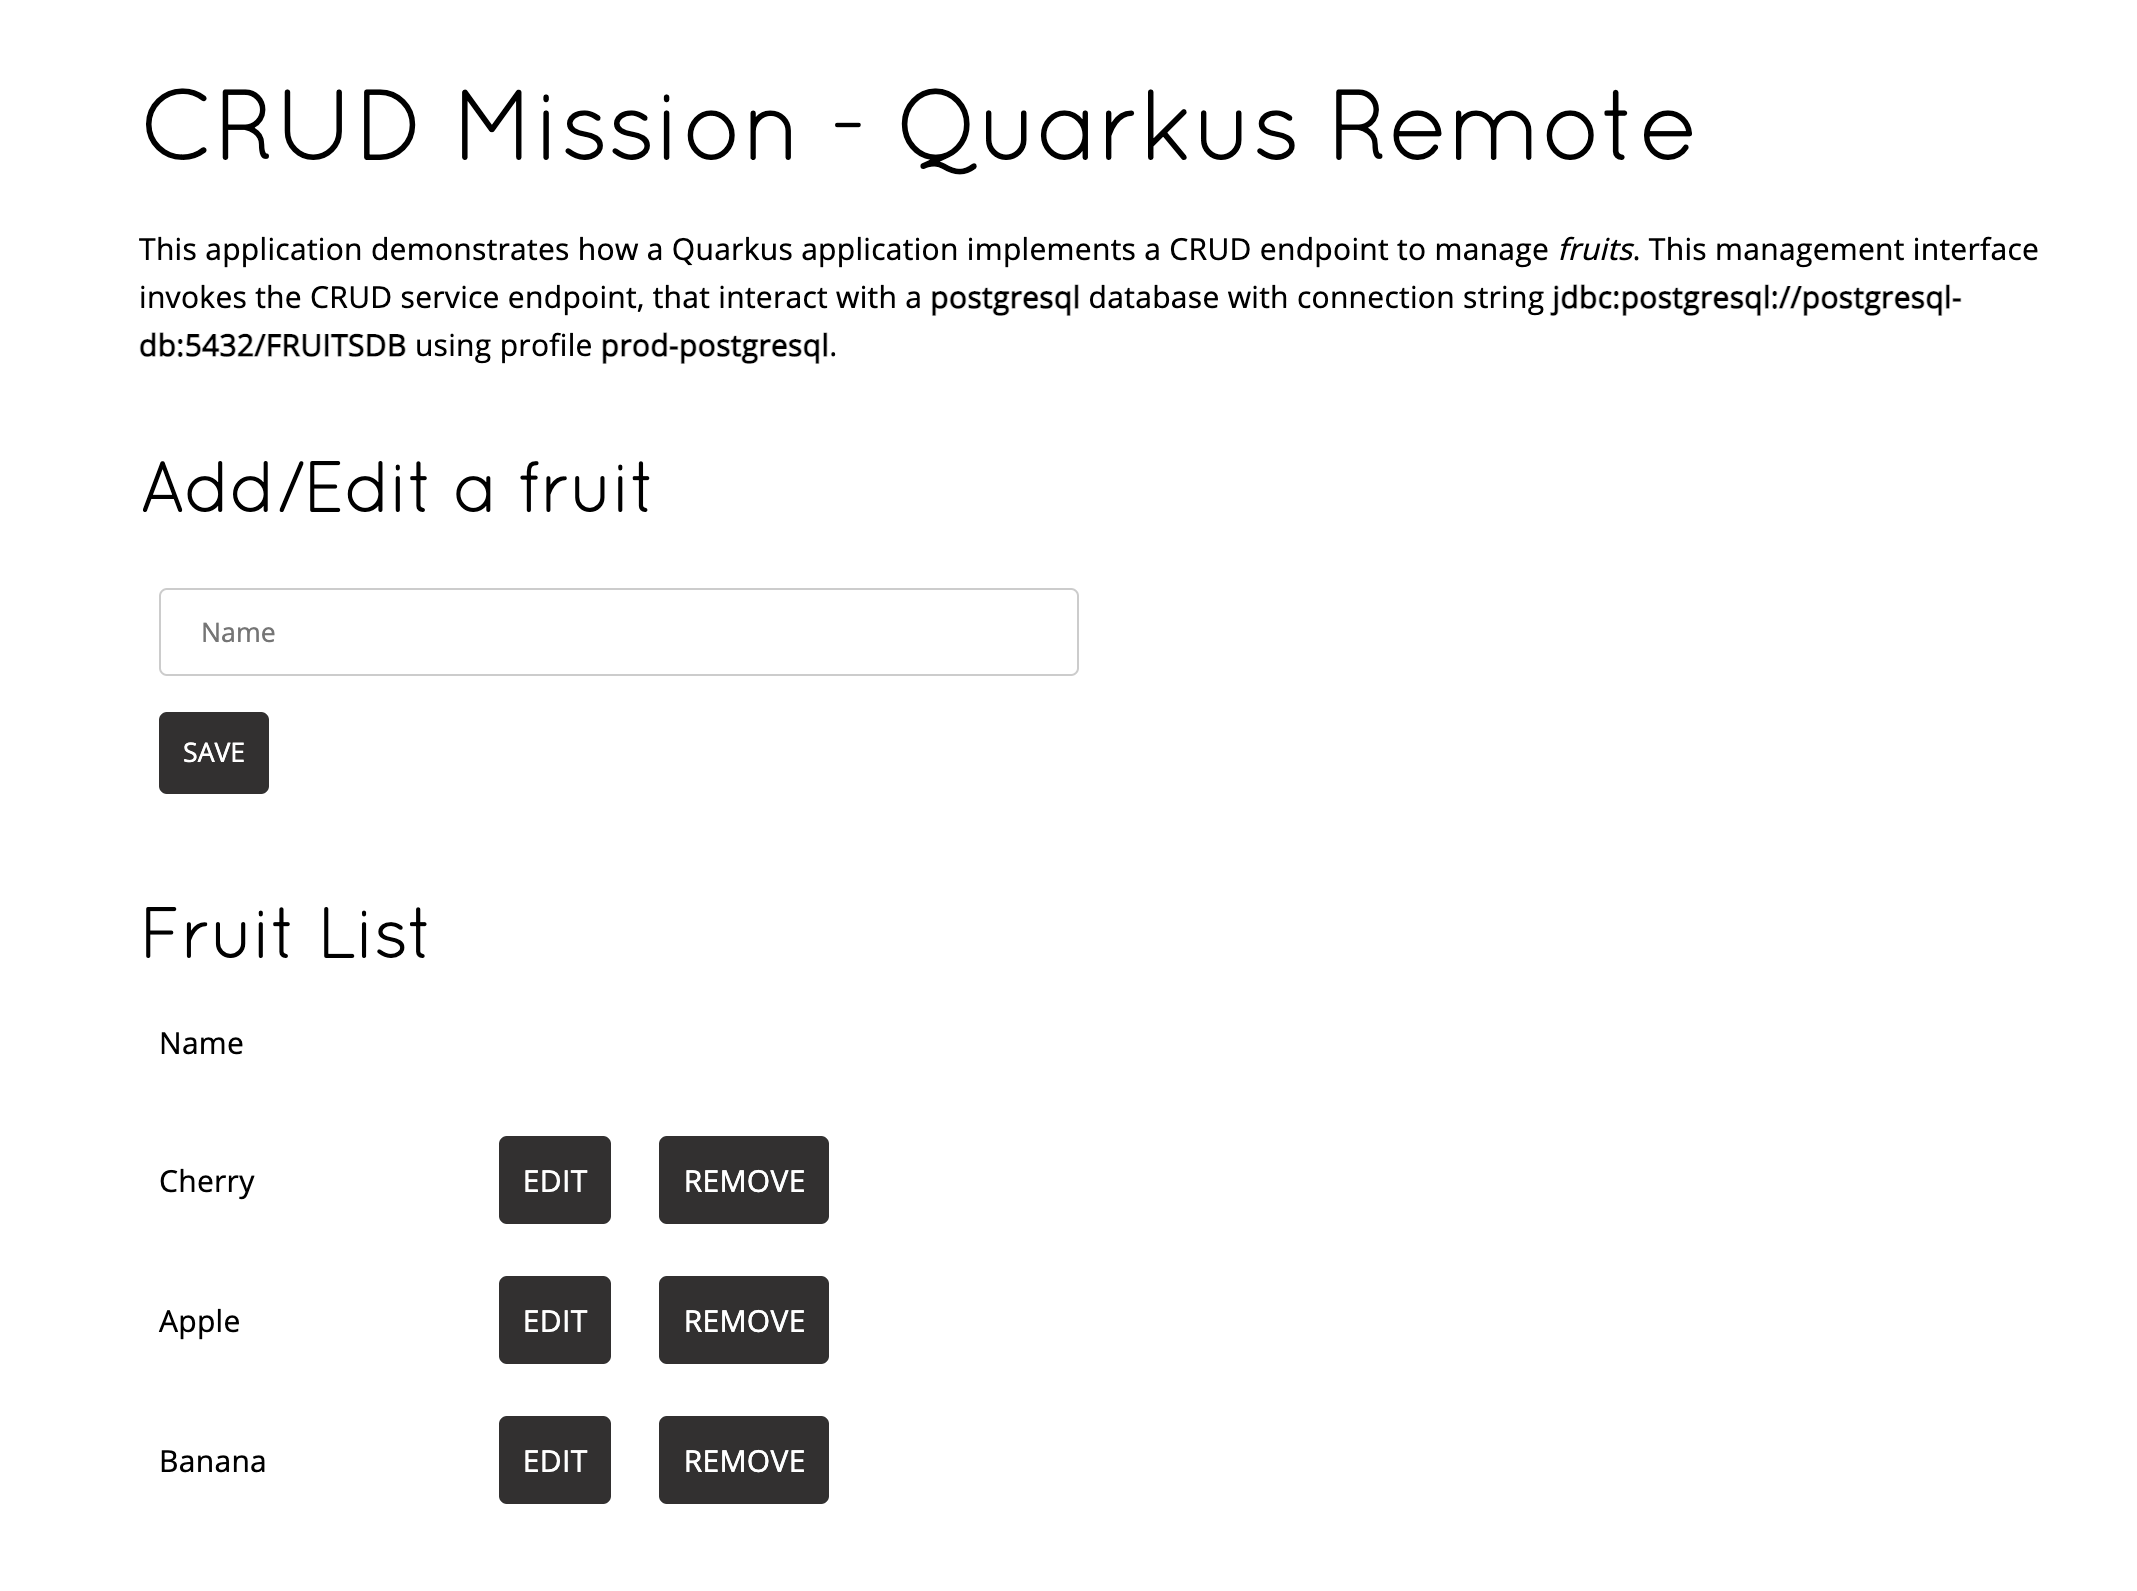 CRUD Mission - Quarkus Remote
This application demonstrates how a Quarkus application implements a CRUD endpoint to manage fruits. This management interface
invokes the CRUD service endpoint, that interact with a postgresql database with connection string jdbc:postgresql://postgresql-
db:5432/FRUITSDB using profile prod-postgresql.
Add/Edit a fruit
Name
SAVE
Fruit List
Name
Cherry EDIT REMOVE
Apple EDIT REMOVE
Banana EDIT REMOVE